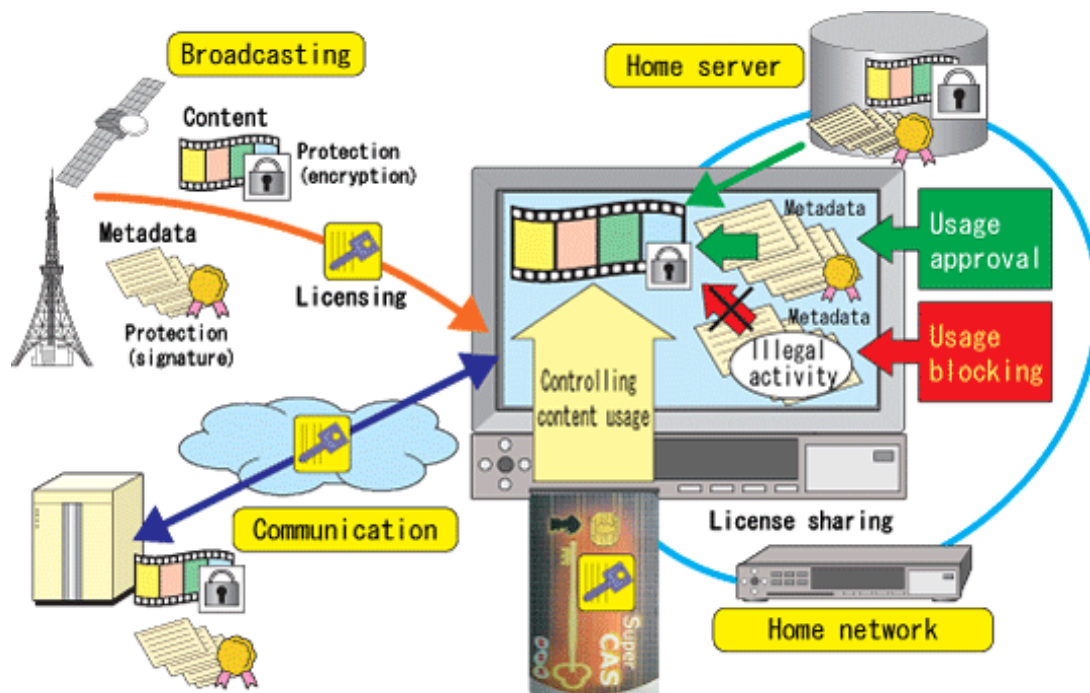 Broadcasting
Content
Protection
(encryption)
Metadata
Protection
(signature)
Licensing
Home server
Metadata
Usage
approval
Metadata
Illegal
activity
Usage
blocking
Controlling
content usage
Communication
License sharing
Super
CAS
Home network